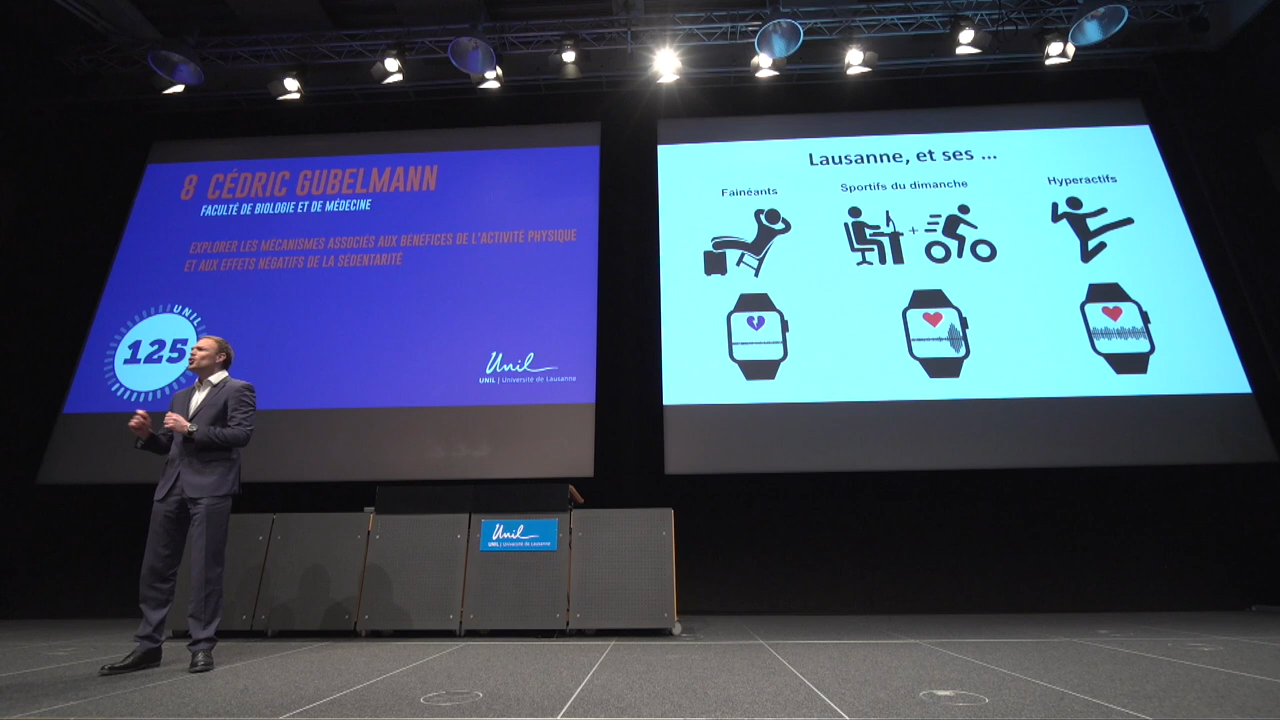 8 CÉDRIC GUBELMANN
FACULTÉ DE BIOLOGIE ET DE MÉDECINE
EXPLORER LES MÉCANISMES ASSOCIÉS AUX BÉNÉFICES DE L'ACTIVITÉ PHYSIQUE
ET AUX EFFETS NÉGATIFS DE LA SÉDENTARITÉ
UNIL
125
Unil
UNIL | Université de Lausanne
Lausanne, et ses ...
Fainéants
Sportifs du dimanche
Hyperactifs
+
Unil
UNIL | Université de Lausanne